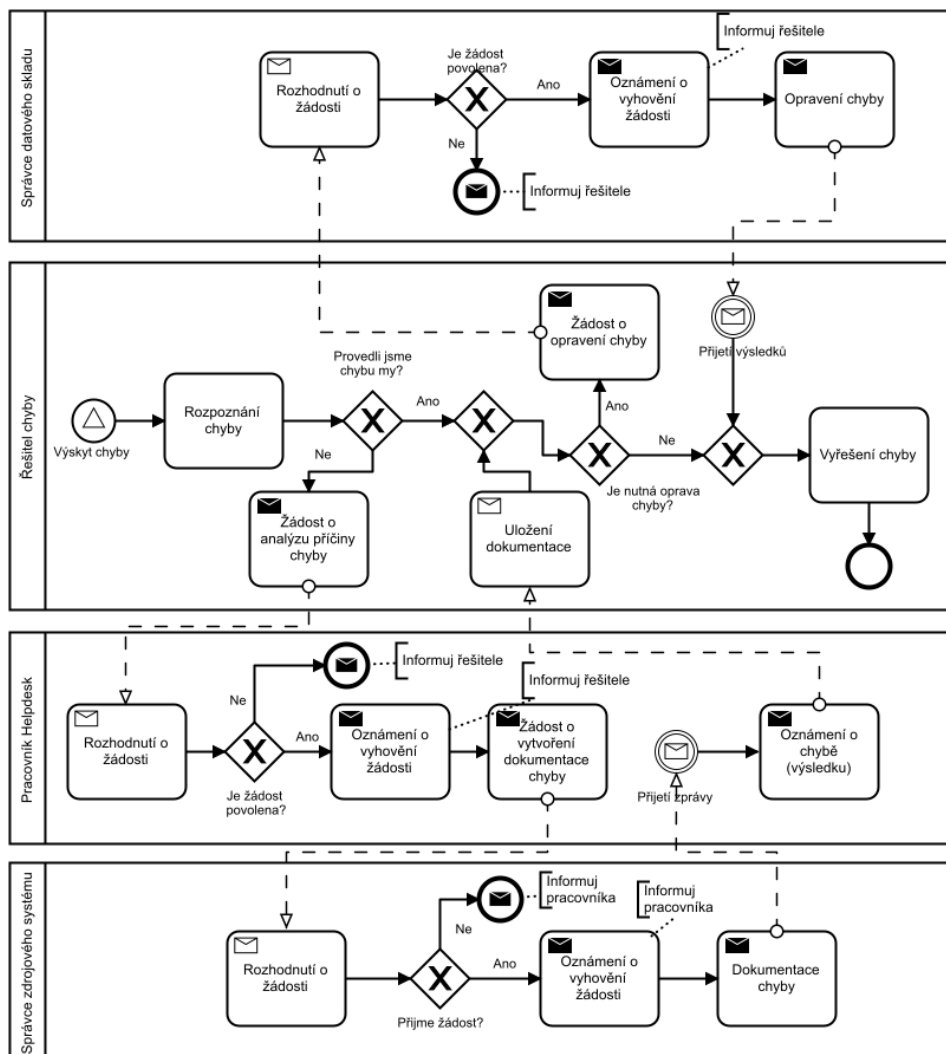 Správce datového skladu
Informuj řešitele
Je žádost
povolena?
Rozhodnutí o
žádosti
Ano
Oznámení o
vyhovění
žádosti
Opravení chyby
Ne
Informuj řešitele
Řešitel chyby
Žádost o
opravení chyby
Provedli jsme
chybu my?
Přijetí výsledků
Rozpoznání
chyby
Ano
Ano
Ne
Výskyt chyby
Vyřešení chyby
Ne
Je nutná oprava
chyby?
Žádost o
analýzu příčiny
chyby
Uložení
dokumentace
Pracovník Helpdesk
Informuj řešitele
Informuj řešitele
Ne
Rozhodnutí o
žádosti
Ano
Oznámení o
vyhovění
žádosti
Žádost o
vytvoření
dokumentace
chyby
Oznámení o
chybě
(výsledku)
Je žádost
povolena?
Přijetí zprávy
Správce zdrojového systému
Informuj
pracovníka
Informuj
pracovníka
Ne
Rozhodnutí o
žádosti
Ano
Oznámení o
vyhovění
žádosti
Dokumentace
chyby
Přijme žádost?